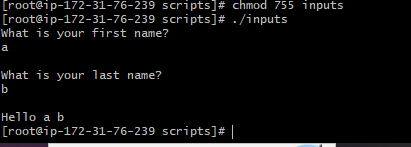 [root@ip-172-31-76-239 scripts]# chmod 755 inputs
[root@ip-172-31-76-239 scripts]# ./inputs
What is your first name?
a
What is your last name?
b
Hello a b
[root@ip-172-31-76-239 scripts]#